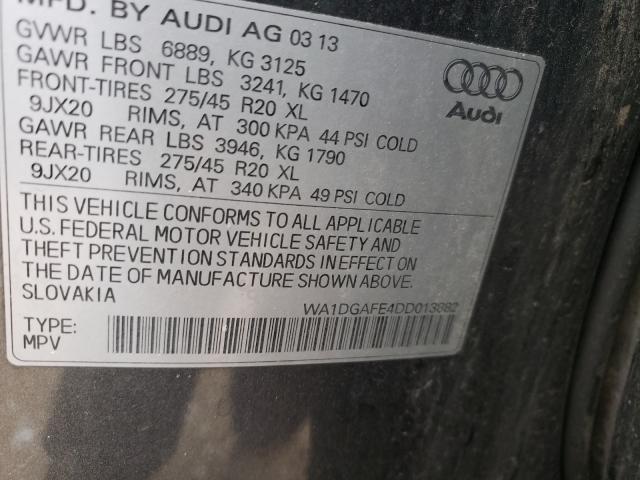 MFD. BY AUDI AG 03 13
GVWR LBS 6889, KG 3125
GAWR FRONT LBS 3241, KG 1470
FRONT-TIRES 275/45 R20 XL
9JX20 RIMS, AT 300 KPA 44 PSI COLD
GAWR REAR LBS 3946, KG 1790
REAR-TIRES 275/45 R20 XL
9JX20 RIMS, AT 340 KPA 49 PSI COLD
THIS VEHICLE CONFORMS TO ALL APPLICABLE
U.S. FEDERAL MOTOR VEHICLE SAFETY AND
THEFT PREVENTION STANDARDS IN EFFECT ON
THE DATE OF MANUFACTURE SHOWN ABOVE.
SLOVAKIA
WA1DGAFE4DD013882
TYPE:
MPV
Audi